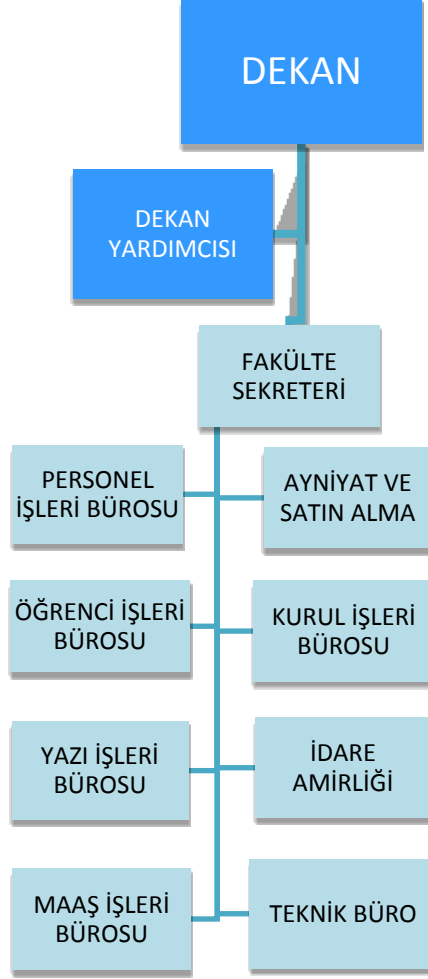 DEKAN
DEKAN
YARDIMCISI
FAKÜLTE
SEKRETERİ
PERSONEL
İŞLERİ BÜROSU
AYNİYAT VE
SATIN ALMA
ÖĞRENCİ İŞLERİ
BÜROSU
KURUL İŞLERİ
BÜROSU
YAZI İŞLERİ
BÜROSU
İDARE
AMİRLİĞİ
MAAŞ İŞLERİ
BÜROSU
TEKNİK BÜRO